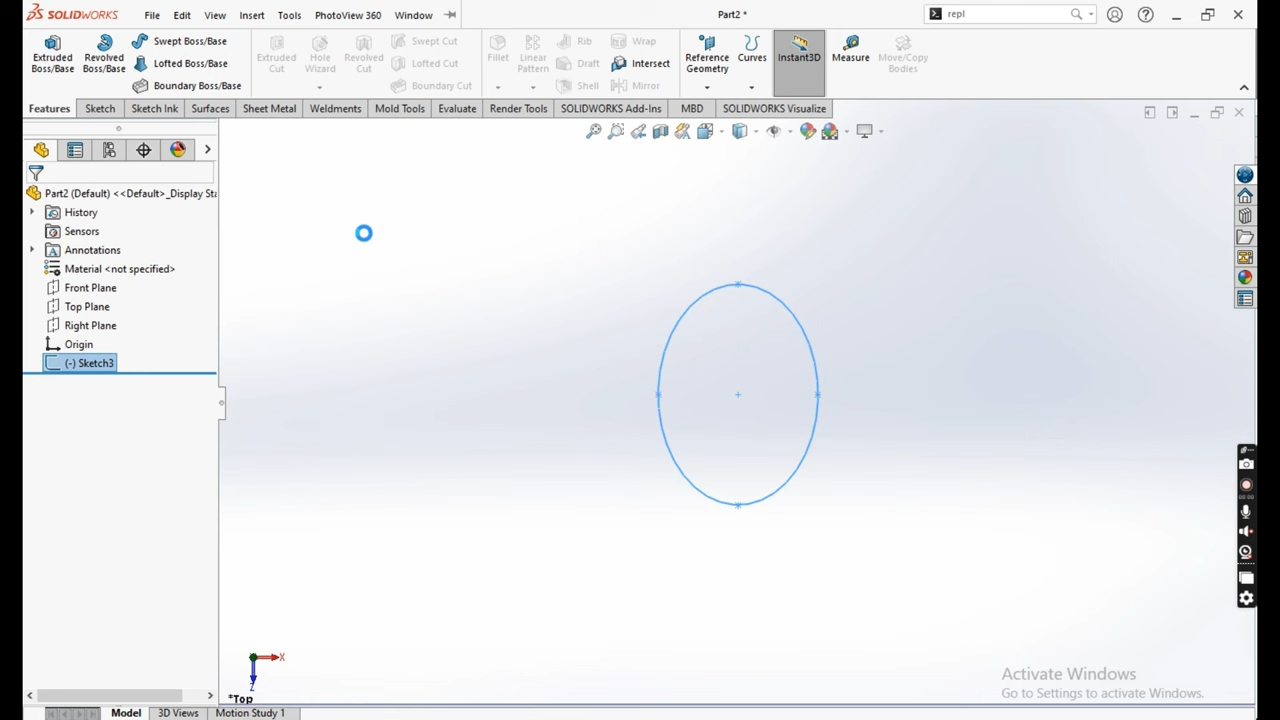 SOLIDWORKS File Edit View Insert Tools PhotoView 360 Window Part2 * repl
Extruded Boss/Base Revolved Boss/Base Swept Boss/Base Lofted Boss/Base Boundary Boss/Base Extruded Cut Hole Wizard Revolved Cut Swept Cut Lofted Cut Boundary Cut Fillet Linear Pattern Rib Draft Shell Wrap Intersect Mirror Reference Geometry Curves Instant3D Measure Move/Copy Bodies
Features Sketch Sketch Ink Surfaces Sheet Metal Weldments Mold Tools Evaluate Render Tools SOLIDWORKS Add-Ins MBD SOLIDWORKS Visualize
Part2 (Default) <<Default>_Display Sta
History
Sensors
Annotations
Material <not specified>
Front Plane
Top Plane
Right Plane
Origin
(-) Sketch3
X
Z
*Top
Activate Windows
Go to Settings to activate Windows.
Model 3D Views Motion Study 1